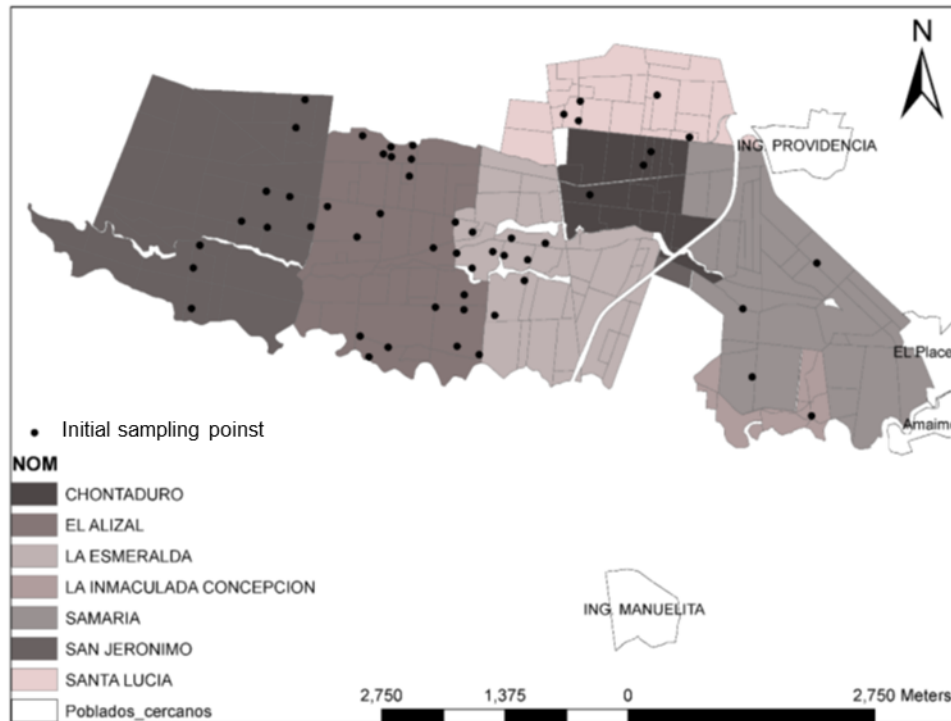 N
ING. PROVIDENCIA
EL Place
Amaime
Initial sampling poinst
NOM
CHONTADURO
EL ALIZAL
LA ESMERALDA
LA INMACULADA CONCEPCION
SAMARIA
ING. MANUELITA
SAN JERONIMO
SANTA LUCIA
Poblados_cercanos
2,750 1,375 0 2,750 Meters